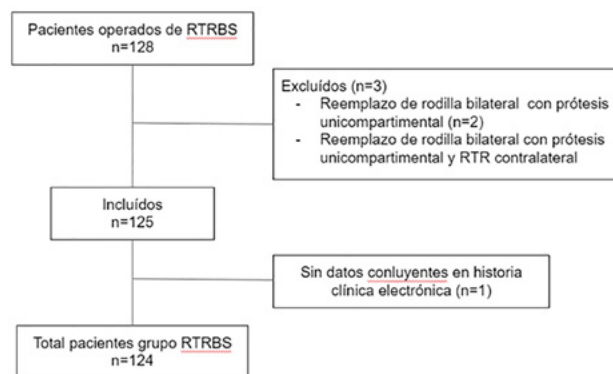 Pacientes operados de RTRBS
n=128
Excluídos (n=3)
- Reemplazo de rodilla bilateral con prótesis
unicompartimental (n=2)
- Reemplazo de rodilla bilateral con prótesis
unicompartimental y RTR contralateral
Incluídos
n=125
Sin datos conluyentes en historia
clínica electrónica (n=1)
Total pacientes grupo RTRBS
n=124